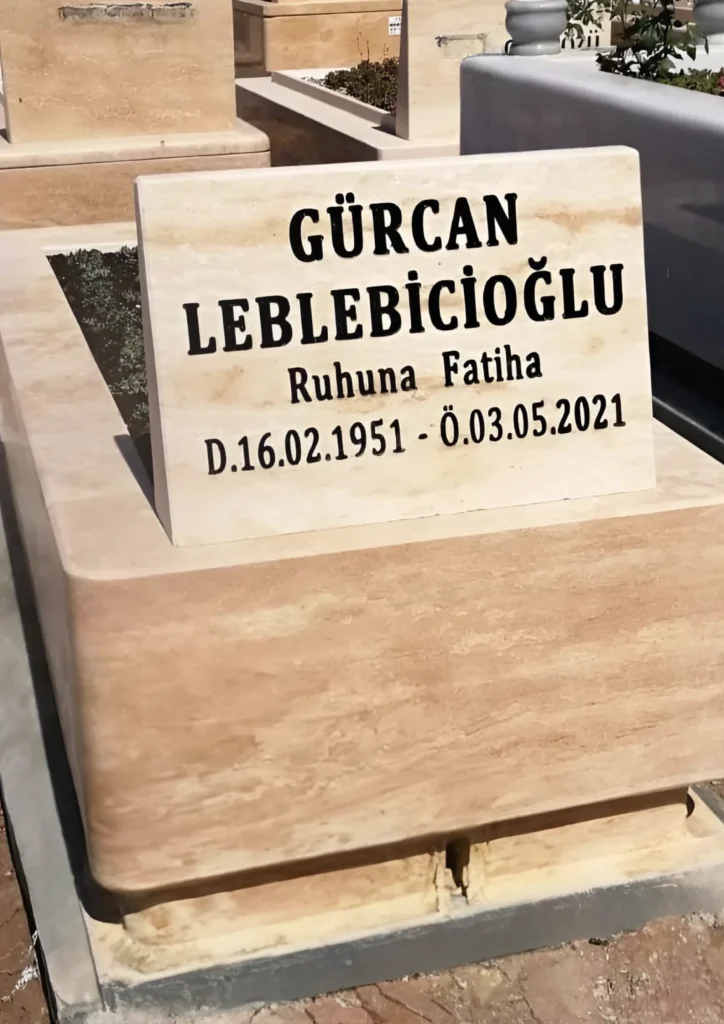 GÜRCAN
LEBLEBİCİOĞLU
Ruhuna Fatiha
D.16.02.1951 - Ö.03.05.2021